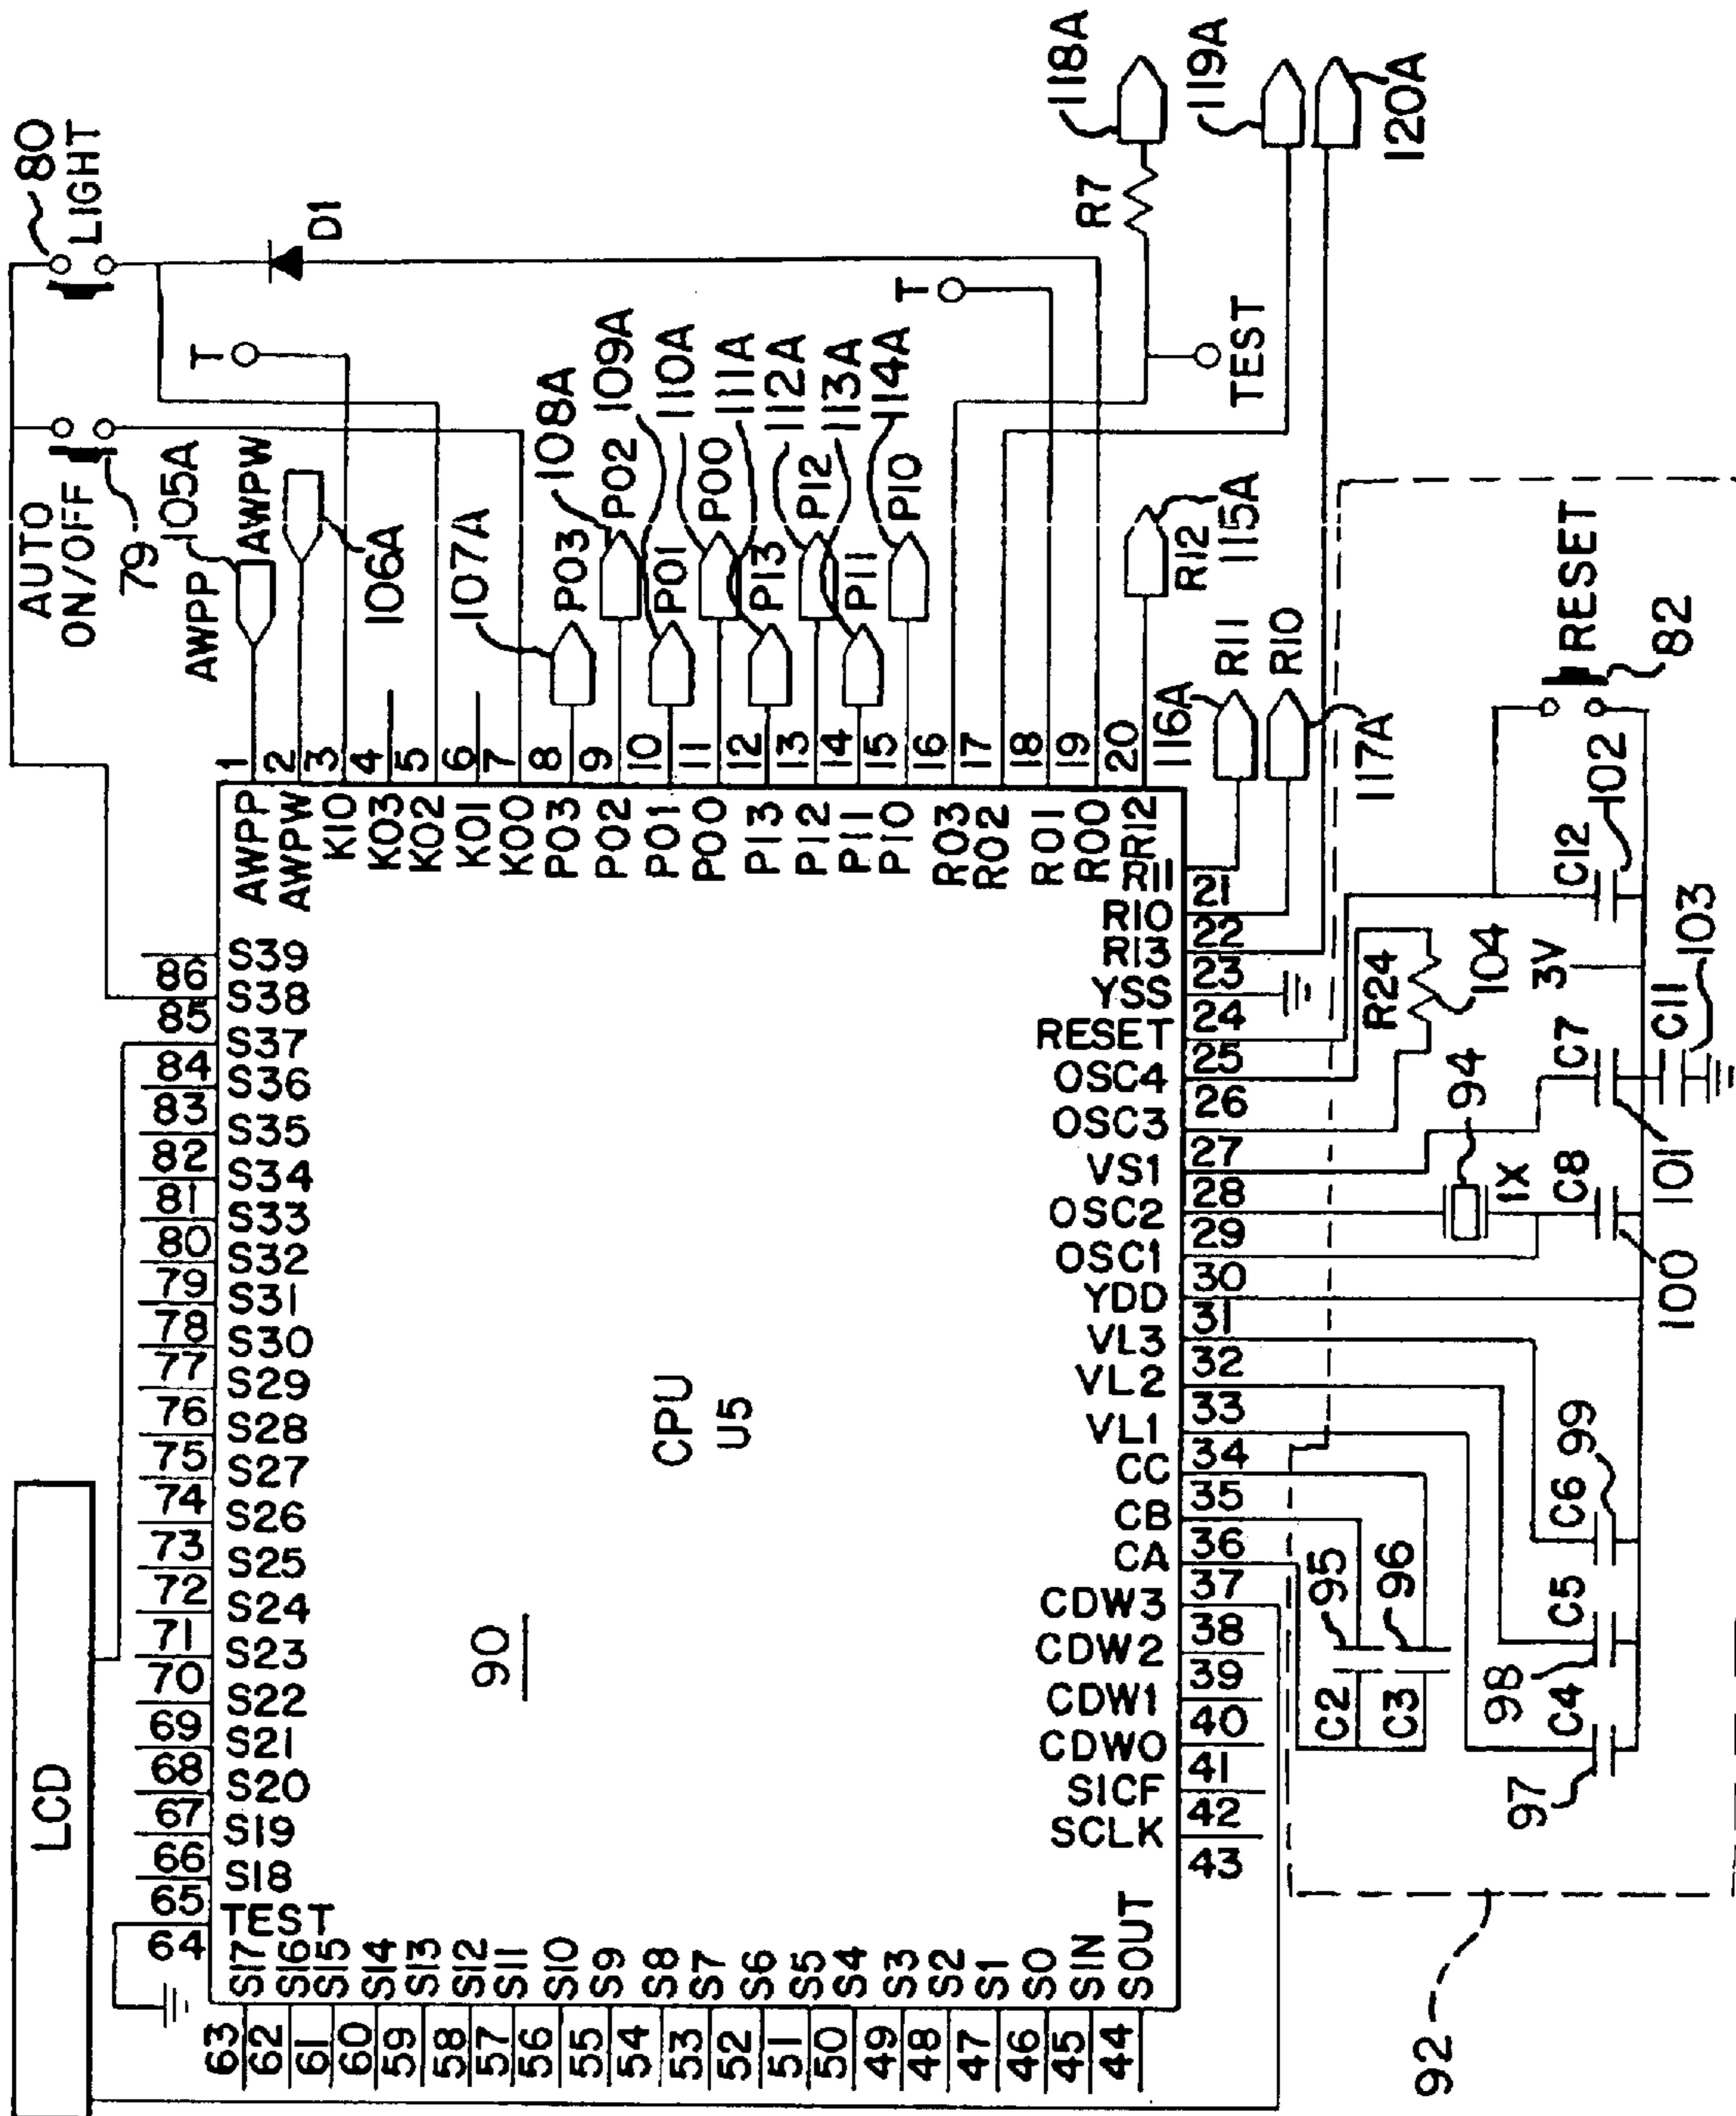 LCD
AUTO
ON/OFF
79
80
LIGHT
AWPP
105A
AWPW
106A
T
D1
107A
P03
108A
P02
109A
P01
110A
P00
111A
P13
112A
P12
113A
P11
114A
P10
T
R7
118A
TEST
119A
120A
R12
115A
116A
R11
R10
117A
1
2
3
4
5
6
7
8
9
10
11
12
13
14
15
16
17
18
19
20
AWPP
AWPW
K10
K03
K02
K01
K00
P03
P02
P01
P00
P13
P12
P11
P10
R03
R02
R01
R00
R12
86 S39
85 S38
84 S37
83 S36
82 S35
81 S34
80 S33
79 S32
78 S31
77 S30
76 S29
75 S28
74 S27
73 S26
72 S25
71 S24
70 S23
69 S22
68 S21
67 S20
66 S19
65 S18
64 TEST
CPU
U5
90
R11 21
R10 22
R13 23
YSS 24
RESET 25
OSC4 26
OSC3 27
VS1 28
OSC2 29
OSC1 30
YDD 31
VL3 32
VL2 33
VL1 34
CC 35
CB 36
CA 37
CDW3 38
CDW2 39
CDW1 40
CDW0 41
SICF 42
SCLK 43
63 S17
62 S16
61 S15
60 S14
59 S13
58 S12
57 S11
56 S10
55 S9
54 S8
53 S7
52 S6
51 S5
50 S4
49 S3
48 S2
47 S1
46 S0
45 SIN
44 SOUT
RESET
82
C12
102
3V
R24
104
C11
103
C7
101
94
1X
C8
100
C6
99
C5
98
C4
97
C2
95
C3
96
92